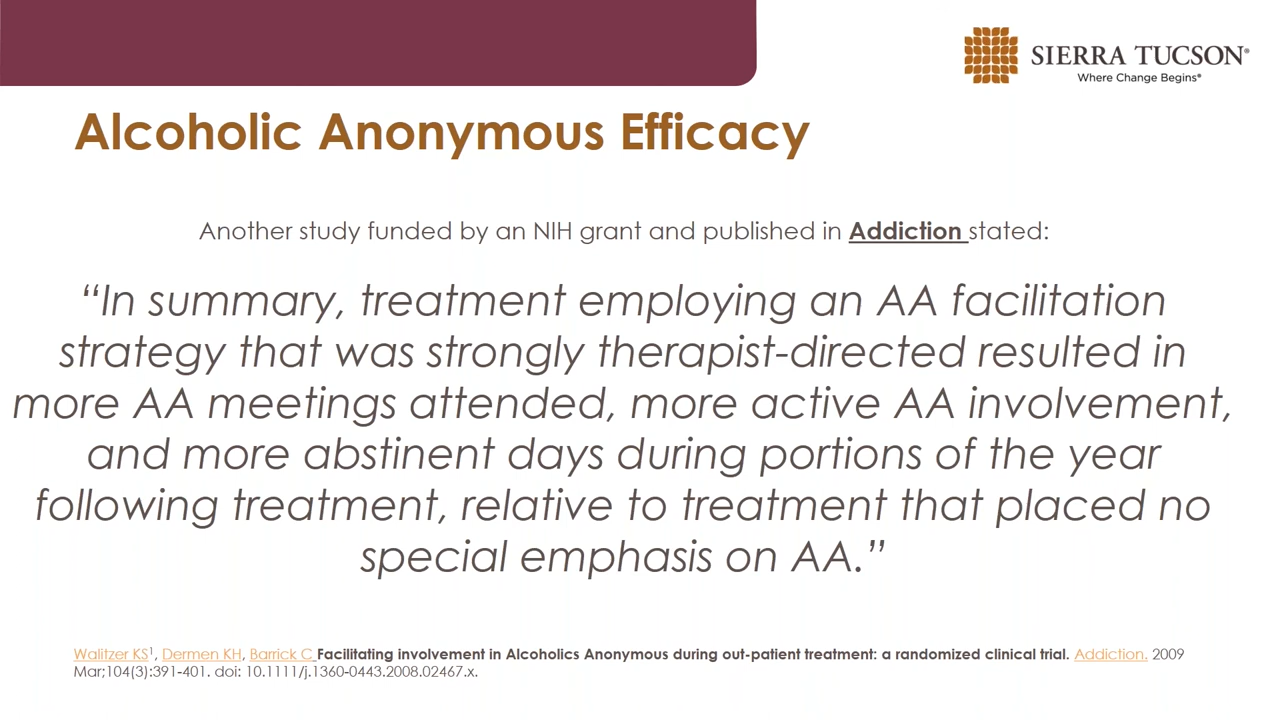 SIERRA TUCSON®
Where Change Begins®
Alcoholic Anonymous Efficacy
Another study funded by an NIH grant and published in Addiction stated:
“In summary, treatment employing an AA facilitation
strategy that was strongly therapist-directed resulted in
more AA meetings attended, more active AA involvement,
and more abstinent days during portions of the year
following treatment, relative to treatment that placed no
special emphasis on AA.”
Walitzer KS¹, Dermen KH, Barrick C Facilitating involvement in Alcoholics Anonymous during out-patient treatment: a randomized clinical trial. Addiction. 2009
Mar;104(3):391-401. doi: 10.1111/j.1360-0443.2008.02467.x.